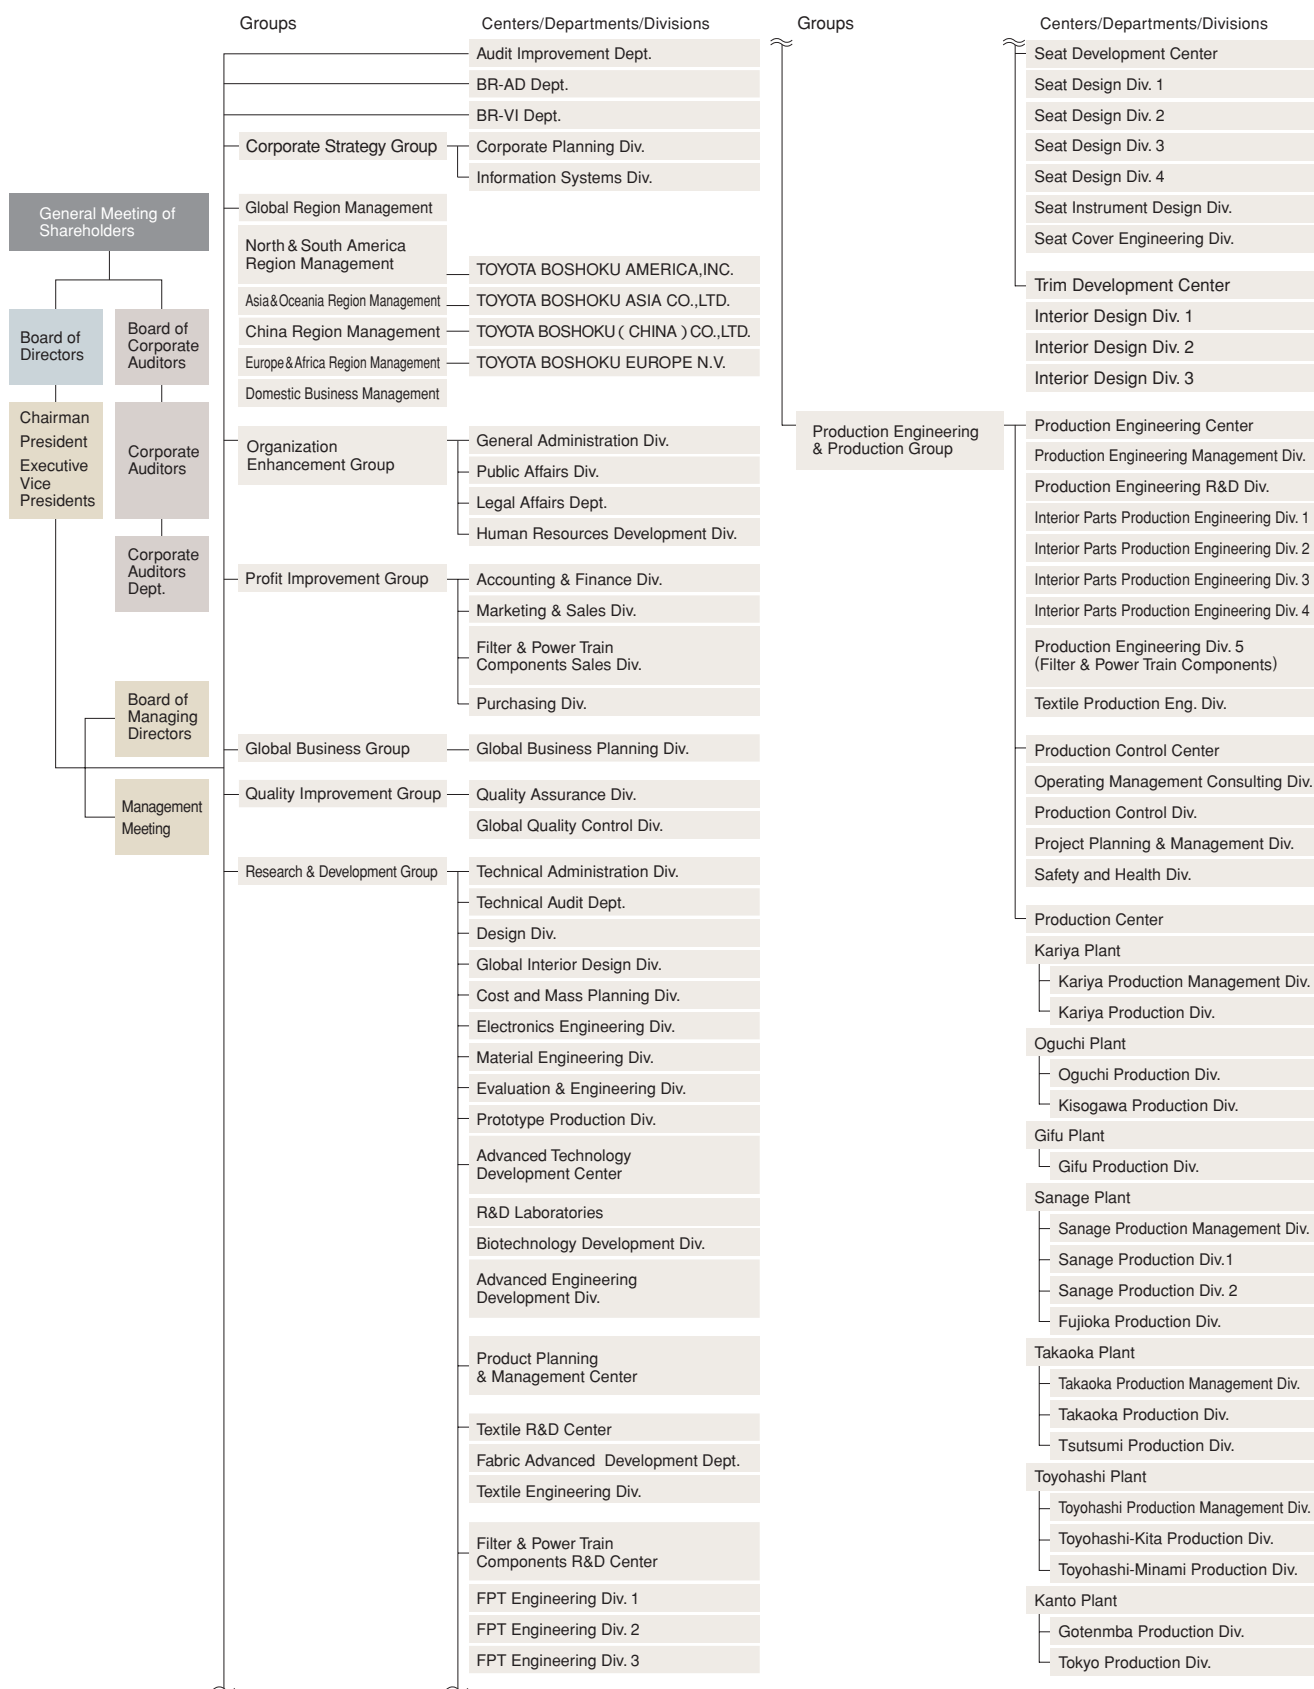 Groups
Centers/Departments/Divisions
General Meeting of
Shareholders
Board of
Directors
Board of
Corporate
Auditors
Chairman
President
Executive
Vice
Presidents
Corporate
Auditors
Corporate
Auditors
Dept.
Board of
Managing
Directors
Management
Meeting
Audit Improvement Dept.
BR-AD Dept.
BR-VI Dept.
Corporate Strategy Group
Corporate Planning Div.
Information Systems Div.
Global Region Management
North & South America
Region Management
TOYOTA BOSHOKU AMERICA,INC.
Asia&Oceania Region Management
TOYOTA BOSHOKU ASIA CO.,LTD.
China Region Management
TOYOTA BOSHOKU ( CHINA ) CO.,LTD.
Europe&Africa Region Management
TOYOTA BOSHOKU EUROPE N.V.
Domestic Business Management
Organization
Enhancement Group
General Administration Div.
Public Affairs Div.
Legal Affairs Dept.
Human Resources Development Div.
Profit Improvement Group
Accounting & Finance Div.
Marketing & Sales Div.
Filter & Power Train
Components Sales Div.
Purchasing Div.
Global Business Group
Global Business Planning Div.
Quality Improvement Group
Quality Assurance Div.
Global Quality Control Div.
Research & Development Group
Technical Administration Div.
Technical Audit Dept.
Design Div.
Global Interior Design Div.
Cost and Mass Planning Div.
Electronics Engineering Div.
Material Engineering Div.
Evaluation & Engineering Div.
Prototype Production Div.
Advanced Technology
Development Center
R&D Laboratories
Biotechnology Development Div.
Advanced Engineering
Development Div.
Product Planning
& Management Center
Textile R&D Center
Fabric Advanced Development Dept.
Textile Engineering Div.
Filter & Power Train
Components R&D Center
FPT Engineering Div. 1
FPT Engineering Div. 2
FPT Engineering Div. 3
Groups
Centers/Departments/Divisions
Seat Development Center
Seat Design Div. 1
Seat Design Div. 2
Seat Design Div. 3
Seat Design Div. 4
Seat Instrument Design Div.
Seat Cover Engineering Div.
Trim Development Center
Interior Design Div. 1
Interior Design Div. 2
Interior Design Div. 3
Production Engineering
& Production Group
Production Engineering Center
Production Engineering Management Div.
Production Engineering R&D Div.
Interior Parts Production Engineering Div. 1
Interior Parts Production Engineering Div. 2
Interior Parts Production Engineering Div. 3
Interior Parts Production Engineering Div. 4
Production Engineering Div. 5
(Filter & Power Train Components)
Textile Production Eng. Div.
Production Control Center
Operating Management Consulting Div.
Production Control Div.
Project Planning & Management Div.
Safety and Health Div.
Production Center
Kariya Plant
Kariya Production Management Div.
Kariya Production Div.
Oguchi Plant
Oguchi Production Div.
Kisogawa Production Div.
Gifu Plant
Gifu Production Div.
Sanage Plant
Sanage Production Management Div.
Sanage Production Div.1
Sanage Production Div. 2
Fujioka Production Div.
Takaoka Plant
Takaoka Production Management Div.
Takaoka Production Div.
Tsutsumi Production Div.
Toyohashi Plant
Toyohashi Production Management Div.
Toyohashi-Kita Production Div.
Toyohashi-Minami Production Div.
Kanto Plant
Gotenmba Production Div.
Tokyo Production Div.